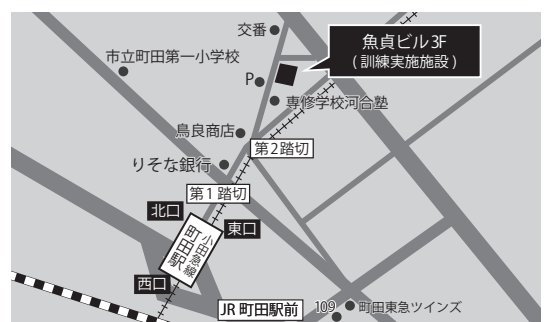 交番
魚貞ビル3F
(訓練実施施設)
市立町田第一小学校
P
専修学校河合塾
鳥良商店
第2踏切
りそな銀行
第1踏切
北口
東口
小田急線
町田駅
西口
JR 町田駅前
109
町田東急ツインズ